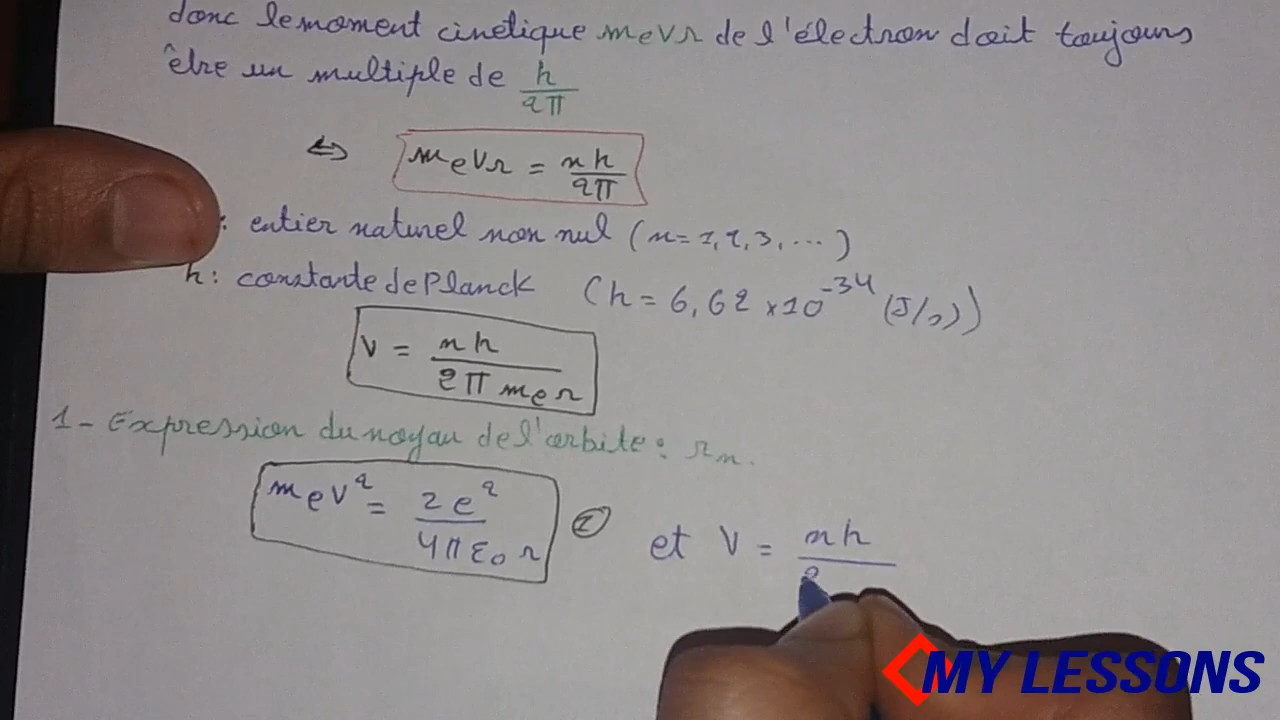 donc le moment cinetique mevr de l'électron doit toujours
être un multiple de h/2π
⇔ mevr = nh/2π
: entier naturel non nul (n=1,2,3,...)
h: constante de Planck (h = 6,62 ×10^-34 (J/s))
V = nh/2π me r
1 - Expression du noyau de l'orbite: rn.
meV² = Ze²/4πε0 r ① et V = nh/2
MY LESSONS